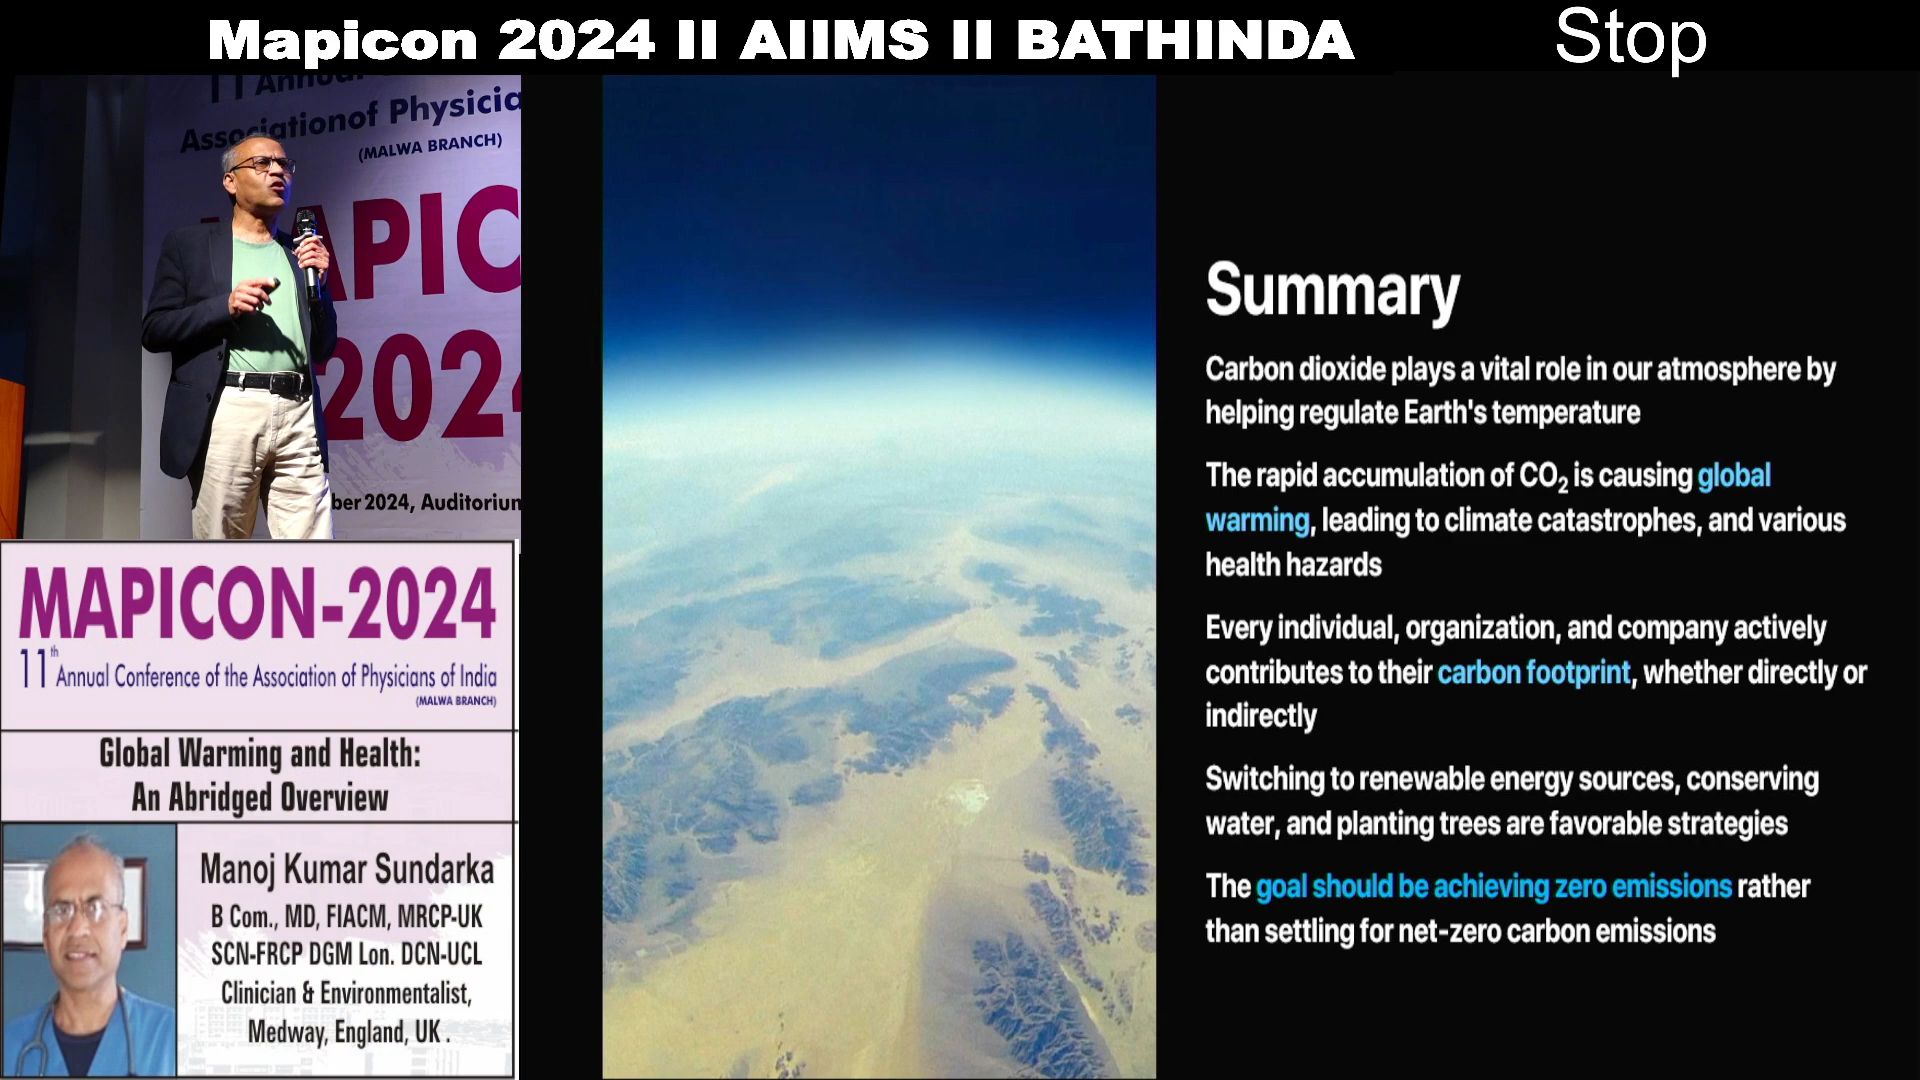 Mapicon 2024 II AIIMS II BATHINDA
Stop
11 Annual
Associationof Physicia
(MALWA BRANCH)
MAPIC
2024
ber 2024, Auditorium
MAPICON-2024
11th Annual Conference of the Association of Physicians of India
(MALWA BRANCH)
Global Warming and Health:
An Abridged Overview
Manoj Kumar Sundarka
B Com., MD, FIACM, MRCP-UK
SCN-FRCP DGM Lon. DCN-UCL
Clinician & Environmentalist,
Medway, England, UK .
Summary
Carbon dioxide plays a vital role in our atmosphere by
helping regulate Earth's temperature
The rapid accumulation of CO₂ is causing global
warming, leading to climate catastrophes, and various
health hazards
Every individual, organization, and company actively
contributes to their carbon footprint, whether directly or
indirectly
Switching to renewable energy sources, conserving
water, and planting trees are favorable strategies
The goal should be achieving zero emissions rather
than settling for net-zero carbon emissions